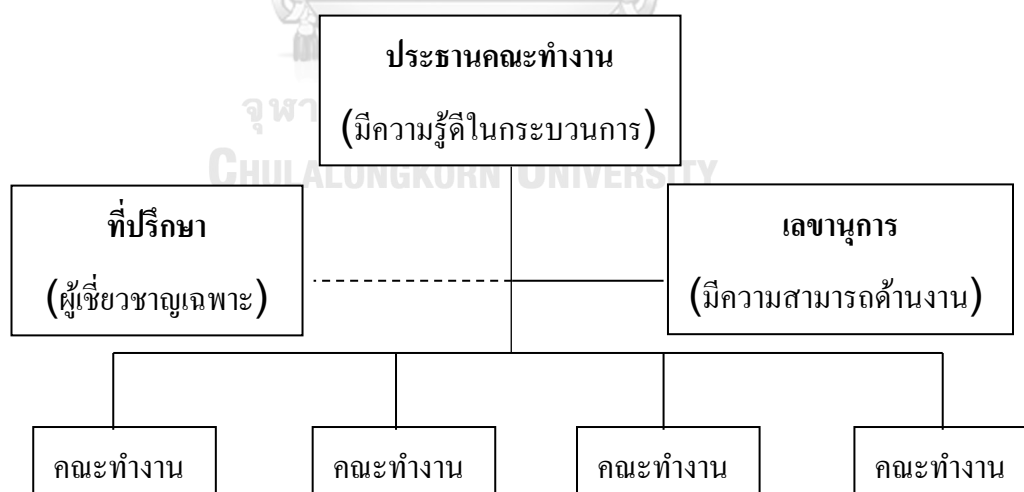 ประธานคณะทำงาน
(มีความรู้ดีในกระบวนการ)
จุฬา
CHULALONGKORN UNIVERSITY
ที่ปรึกษา
(ผู้เชี่ยวชาญเฉพาะ)
เลขานุการ
(มีความสามารถด้านงาน)
คณะทำงาน
คณะทำงาน
คณะทำงาน
คณะทำงาน